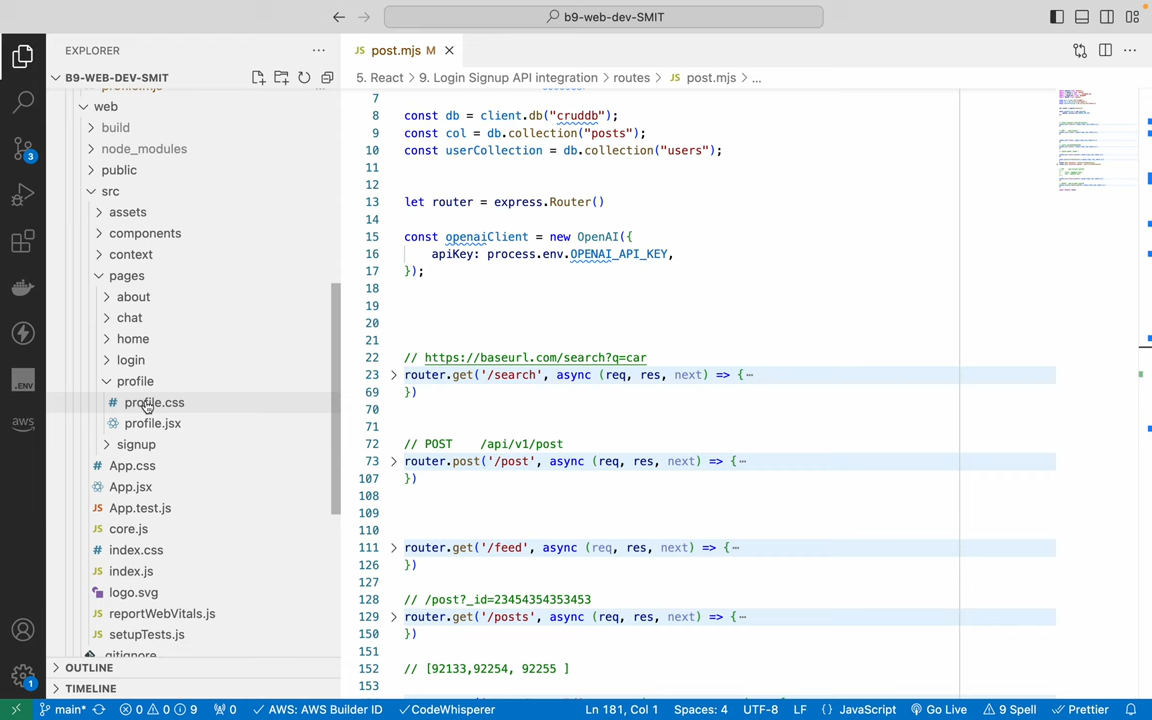 b9-web-dev-SMIT
EXPLORER
JS post.mjs M
B9-WEB-DEV-SMIT
5. React > 9. Login Signup API integration > routes > JS post.mjs > ...
web
build
node_modules
public
src
assets
components
context
pages
about
chat
home
login
profile
# profile.css
profile.jsx
signup
# App.css
App.jsx
JS App.test.js
JS core.js
# index.css
JS index.js
logo.svg
JS reportWebVitals.js
JS setupTests.js
OUTLINE
TIMELINE
3
.ENV
aws
1
7
8 const db = client.db("cruddb");
9 const col = db.collection("posts");
10 const userCollection = db.collection("users");
11
12
13 let router = express.Router()
14
15 const openaiClient = new OpenAI({
16 apiKey: process.env.OPENAI_API_KEY,
17 });
18
19
20
21
22 // https://baseurl.com/search?q=car
23 router.get('/search', async (req, res, next) => {⋯
69 })
70
71
72 // POST /api/v1/post
73 router.post('/post', async (req, res, next) => {⋯
107 })
108
109
110
111 router.get('/feed', async (req, res, next) => {⋯
126 })
127
128 // /post?_id=23454354353453
129 router.get('/posts', async (req, res, next) => {⋯
150 })
151
152 // [92133,92254, 92255 ]
153
main* 0 0 9 0 AWS: AWS Builder ID CodeWhisperer Ln 181, Col 1 Spaces: 4 UTF-8 LF {} JavaScript Go Live 9 Spell Prettier